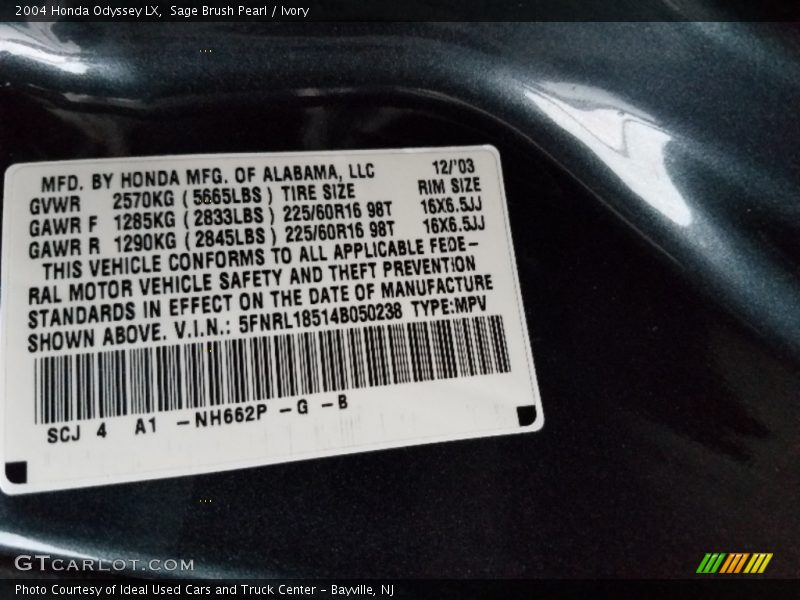 2004 Honda Odyssey LX,  Sage Brush Pearl / Ivory
MFD. BY HONDA MFG. OF ALABAMA, LLC 12/'03
GVWR 2570KG ( 5665LBS ) TIRE SIZE RIM SIZE
GAWR F 1285KG ( 2833LBS ) 225/60R16 98T 16X6.5JJ
GAWR R 1290KG ( 2845LBS ) 225/60R16 98T 16X6.5JJ
THIS VEHICLE CONFORMS TO ALL APPLICABLE FEDE-
RAL MOTOR VEHICLE SAFETY AND THEFT PREVENTION
STANDARDS IN EFFECT ON THE DATE OF MANUFACTURE
SHOWN ABOVE. V.I.N.: 5FNRL18514B050238 TYPE:MPV
SCJ 4 A1 -NH662P -G -B
GTCARLOT.COM
Photo Courtesy of Ideal Used Cars and Truck Center - Bayville, NJ